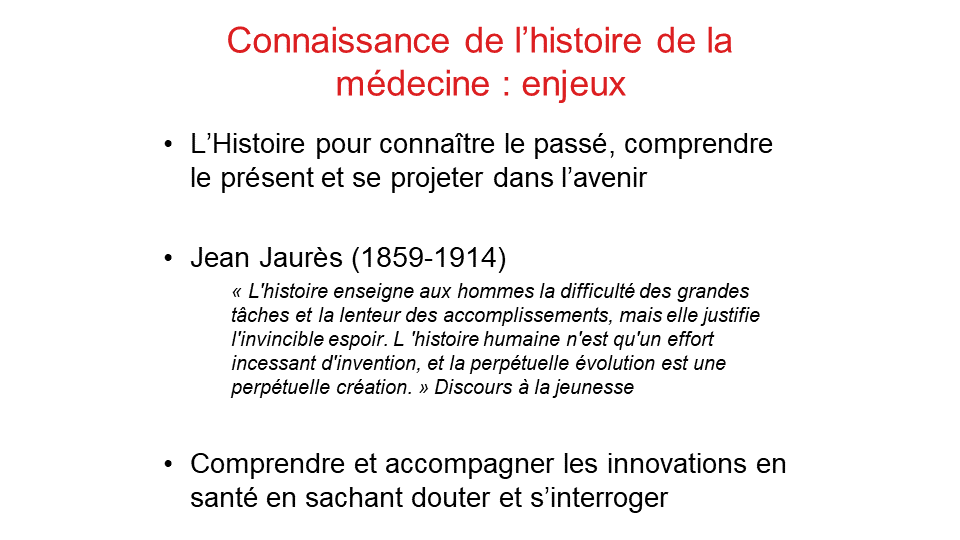 Connaissance de l’histoire de la
médecine : enjeux
• L’Histoire pour connaître le passé, comprendre
le présent et se projeter dans l’avenir
• Jean Jaurès (1859-1914)
« L'histoire enseigne aux hommes la difficulté des grandes
tâches et la lenteur des accomplissements, mais elle justifie
l'invincible espoir. L 'histoire humaine n'est qu'un effort
incessant d'invention, et la perpétuelle évolution est une
perpétuelle création. » Discours à la jeunesse
• Comprendre et accompagner les innovations en
santé en sachant douter et s’interroger